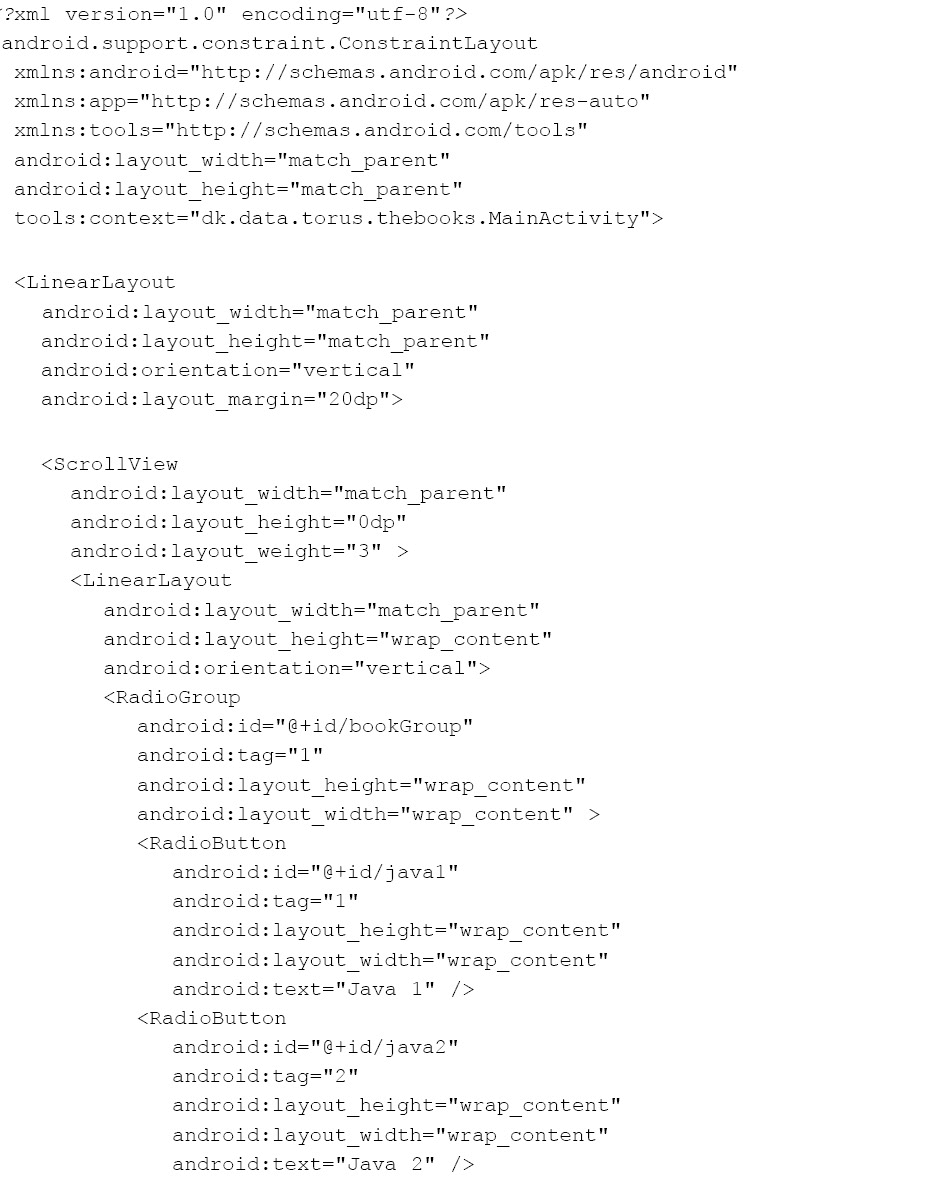 ?xml version="1.0" encoding="utf-8"?>
android.support.constraint.ConstraintLayout
xmlns:android="http://schemas.android.com/apk/res/android"
xmlns:app="http://schemas.android.com/apk/res-auto"
xmlns:tools="http://schemas.android.com/tools"
android:layout_width="match_parent"
android:layout_height="match_parent"
tools:context="dk.data.torus.thebooks.MainActivity">
<LinearLayout
android:layout_width="match_parent"
android:layout_height="match_parent"
android:orientation="vertical"
android:layout_margin="20dp">
<ScrollView
android:layout_width="match_parent"
android:layout_height="0dp"
android:layout_weight="3" >
<LinearLayout
android:layout_width="match_parent"
android:layout_height="wrap_content"
android:orientation="vertical">
<RadioGroup
android:id="@+id/bookGroup"
android:tag="1"
android:layout_height="wrap_content"
android:layout_width="wrap_content" >
<RadioButton
android:id="@+id/java1"
android:tag="1"
android:layout_height="wrap_content"
android:layout_width="wrap_content"
android:text="Java 1" />
<RadioButton
android:id="@+id/java2"
android:tag="2"
android:layout_height="wrap_content"
android:layout_width="wrap_content"
android:text="Java 2" />